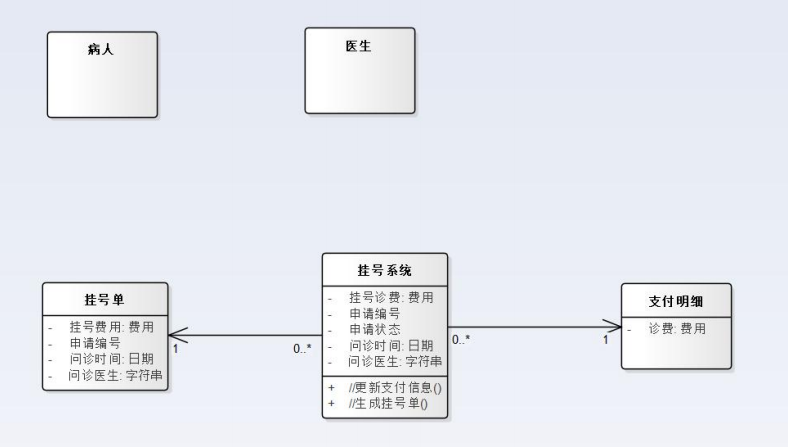 病人
医生
挂号单
- 挂号费用: 费用
- 申请编号
- 问诊时间: 日期
- 问诊医生: 字符串
1
0..*
挂号系统
- 挂号诊费: 费用
- 申请编号
- 申请状态
- 问诊时间: 日期
- 问诊医生: 字符串
+ //更新支付信息()
+ //生成挂号单()
0..*
1
支付明细
- 诊费: 费用